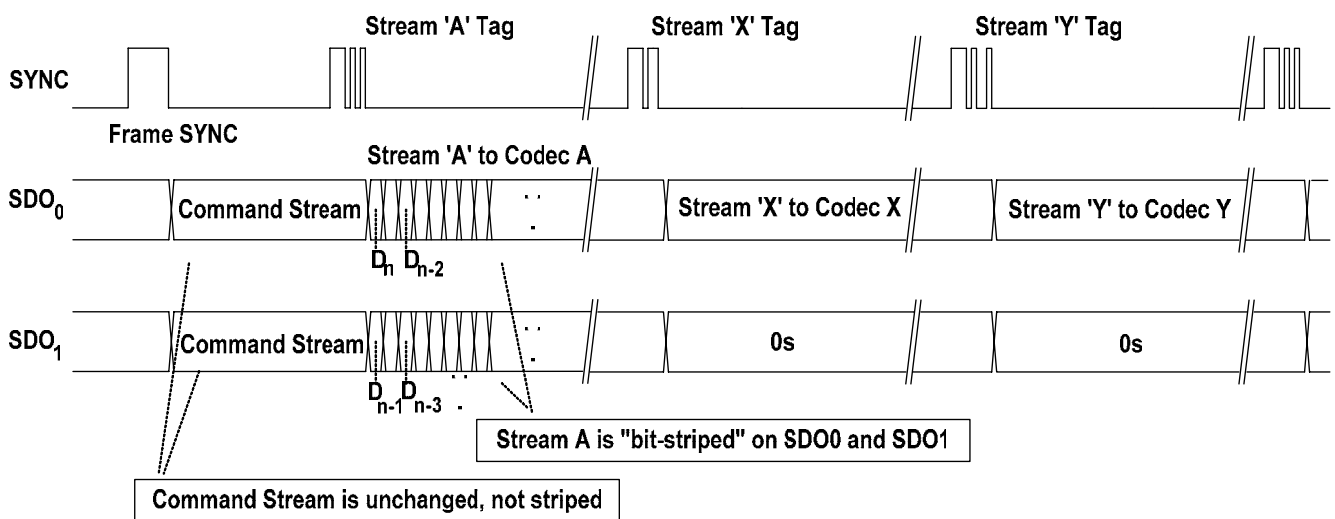 Stream 'A' Tag
Stream 'X' Tag
Stream 'Y' Tag
SYNC
Frame SYNC
Stream 'A' to Codec A
SDO0
Command Stream
. .
.
Stream 'X' to Codec X
Stream 'Y' to Codec Y
Dn
Dn-2
SDO1
Command Stream
. .
.
0s
0s
Dn-1
Dn-3
. .
.
Stream A is "bit-striped" on SDO0 and SDO1
Command Stream is unchanged, not striped